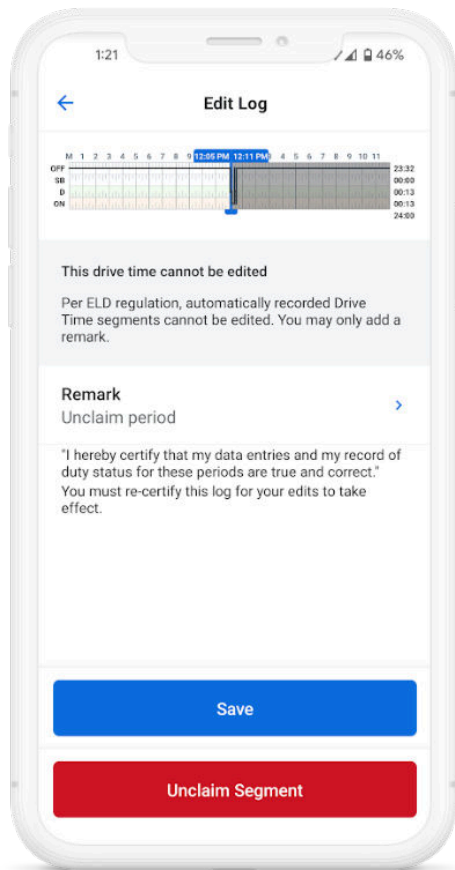 1:21
46%
Edit Log
M 1 2 3 4 5 6 7 8 9 12:05 PM 12:11 PM 4 5 6 7 8 9 10 11
OFF 23:32
SB 00:00
D 00:13
ON 00:13
24:00
This drive time cannot be edited
Per ELD regulation, automatically recorded Drive
Time segments cannot be edited. You may only add a
remark.
Remark
Unclaim period
"I hereby certify that my data entries and my record of
duty status for these periods are true and correct."
You must re-certify this log for your edits to take
effect.
Save
Unclaim Segment